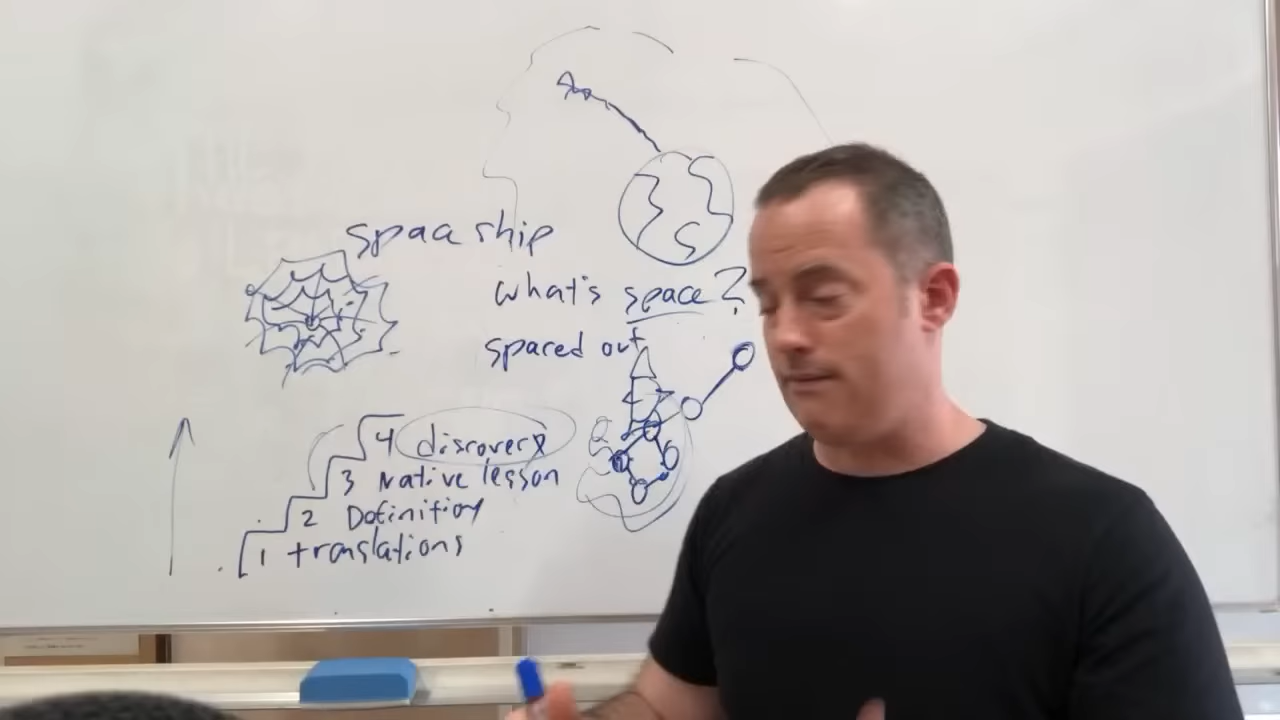 spaceship
what's space?
spaced out
4 discovery
3 Native lesson
2 Definition
1 translations